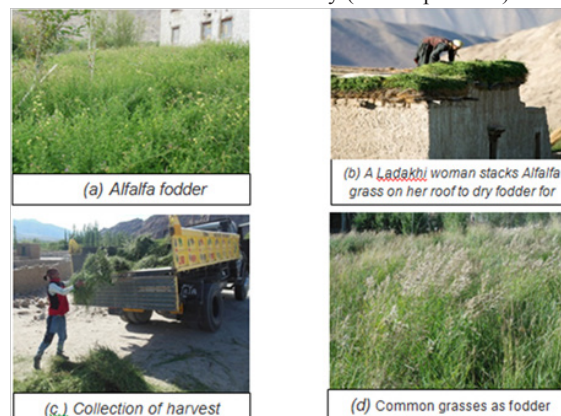 (a) Alfalfa fodder
(b) A Ladakhi woman stacks Alfalfa
grass on her roof to dry fodder for
(c.) Collection of harvest
(d) Common grasses as fodder